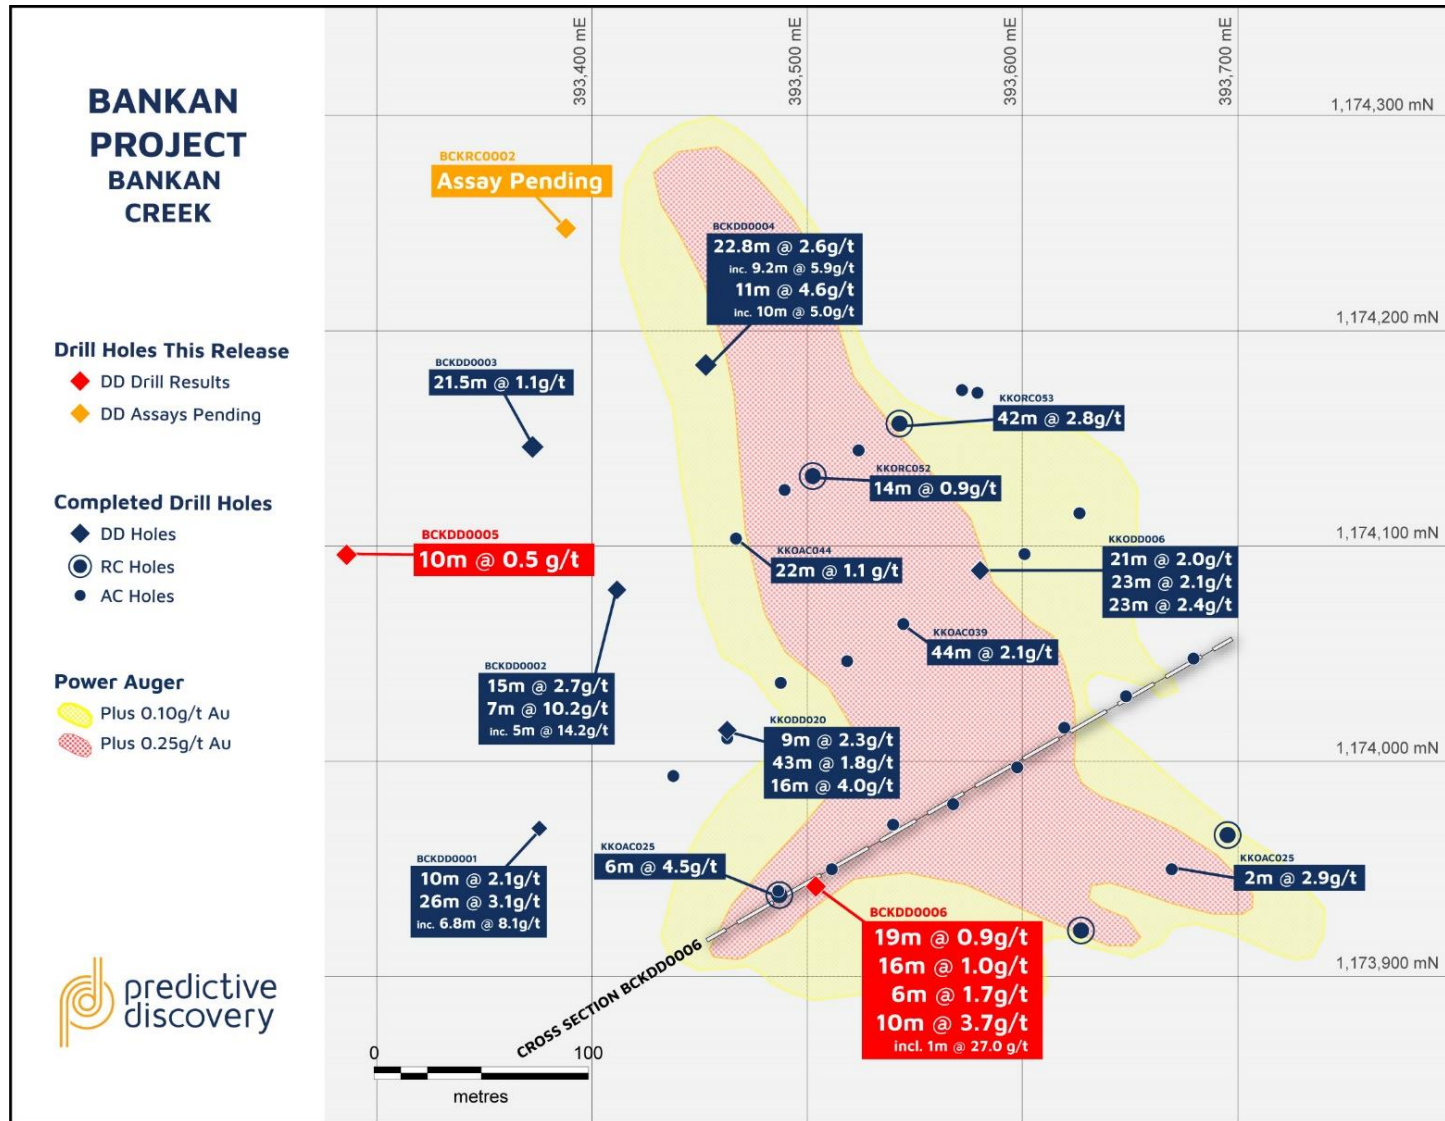 BANKAN
PROJECT
BANKAN
CREEK
Drill Holes This Release
DD Drill Results
DD Assays Pending
Completed Drill Holes
DD Holes
RC Holes
AC Holes
Power Auger
Plus 0.10g/t Au
Plus 0.25g/t Au
predictive
discovery
393,400 mE
393,500 mE
393,600 mE
393,700 mE
1,174,300 mN
1,174,200 mN
1,174,100 mN
1,174,000 mN
1,173,900 mN
BCKRC0002
Assay Pending
BCKDD0004
22.8m @ 2.6g/t
inc. 9.2m @ 5.9g/t
11m @ 4.6g/t
inc. 10m @ 5.0g/t
BCKDD0003
21.5m @ 1.1g/t
KKORC053
42m @ 2.8g/t
KKORC052
14m @ 0.9g/t
BCKDD0005
10m @ 0.5 g/t
KKOAC044
22m @ 1.1 g/t
KKODD006
21m @ 2.0g/t
23m @ 2.1g/t
23m @ 2.4g/t
KKOAC039
44m @ 2.1g/t
BCKDD0002
15m @ 2.7g/t
7m @ 10.2g/t
inc. 5m @ 14.2g/t
KKODD020
9m @ 2.3g/t
43m @ 1.8g/t
16m @ 4.0g/t
BCKDD0001
10m @ 2.1g/t
26m @ 3.1g/t
inc. 6.8m @ 8.1g/t
KKOAC025
6m @ 4.5g/t
KKOAC025
2m @ 2.9g/t
BCKDD0006
19m @ 0.9g/t
16m @ 1.0g/t
6m @ 1.7g/t
10m @ 3.7g/t
incl. 1m @ 27.0 g/t
CROSS SECTION BCKDD0006
0 100
metres